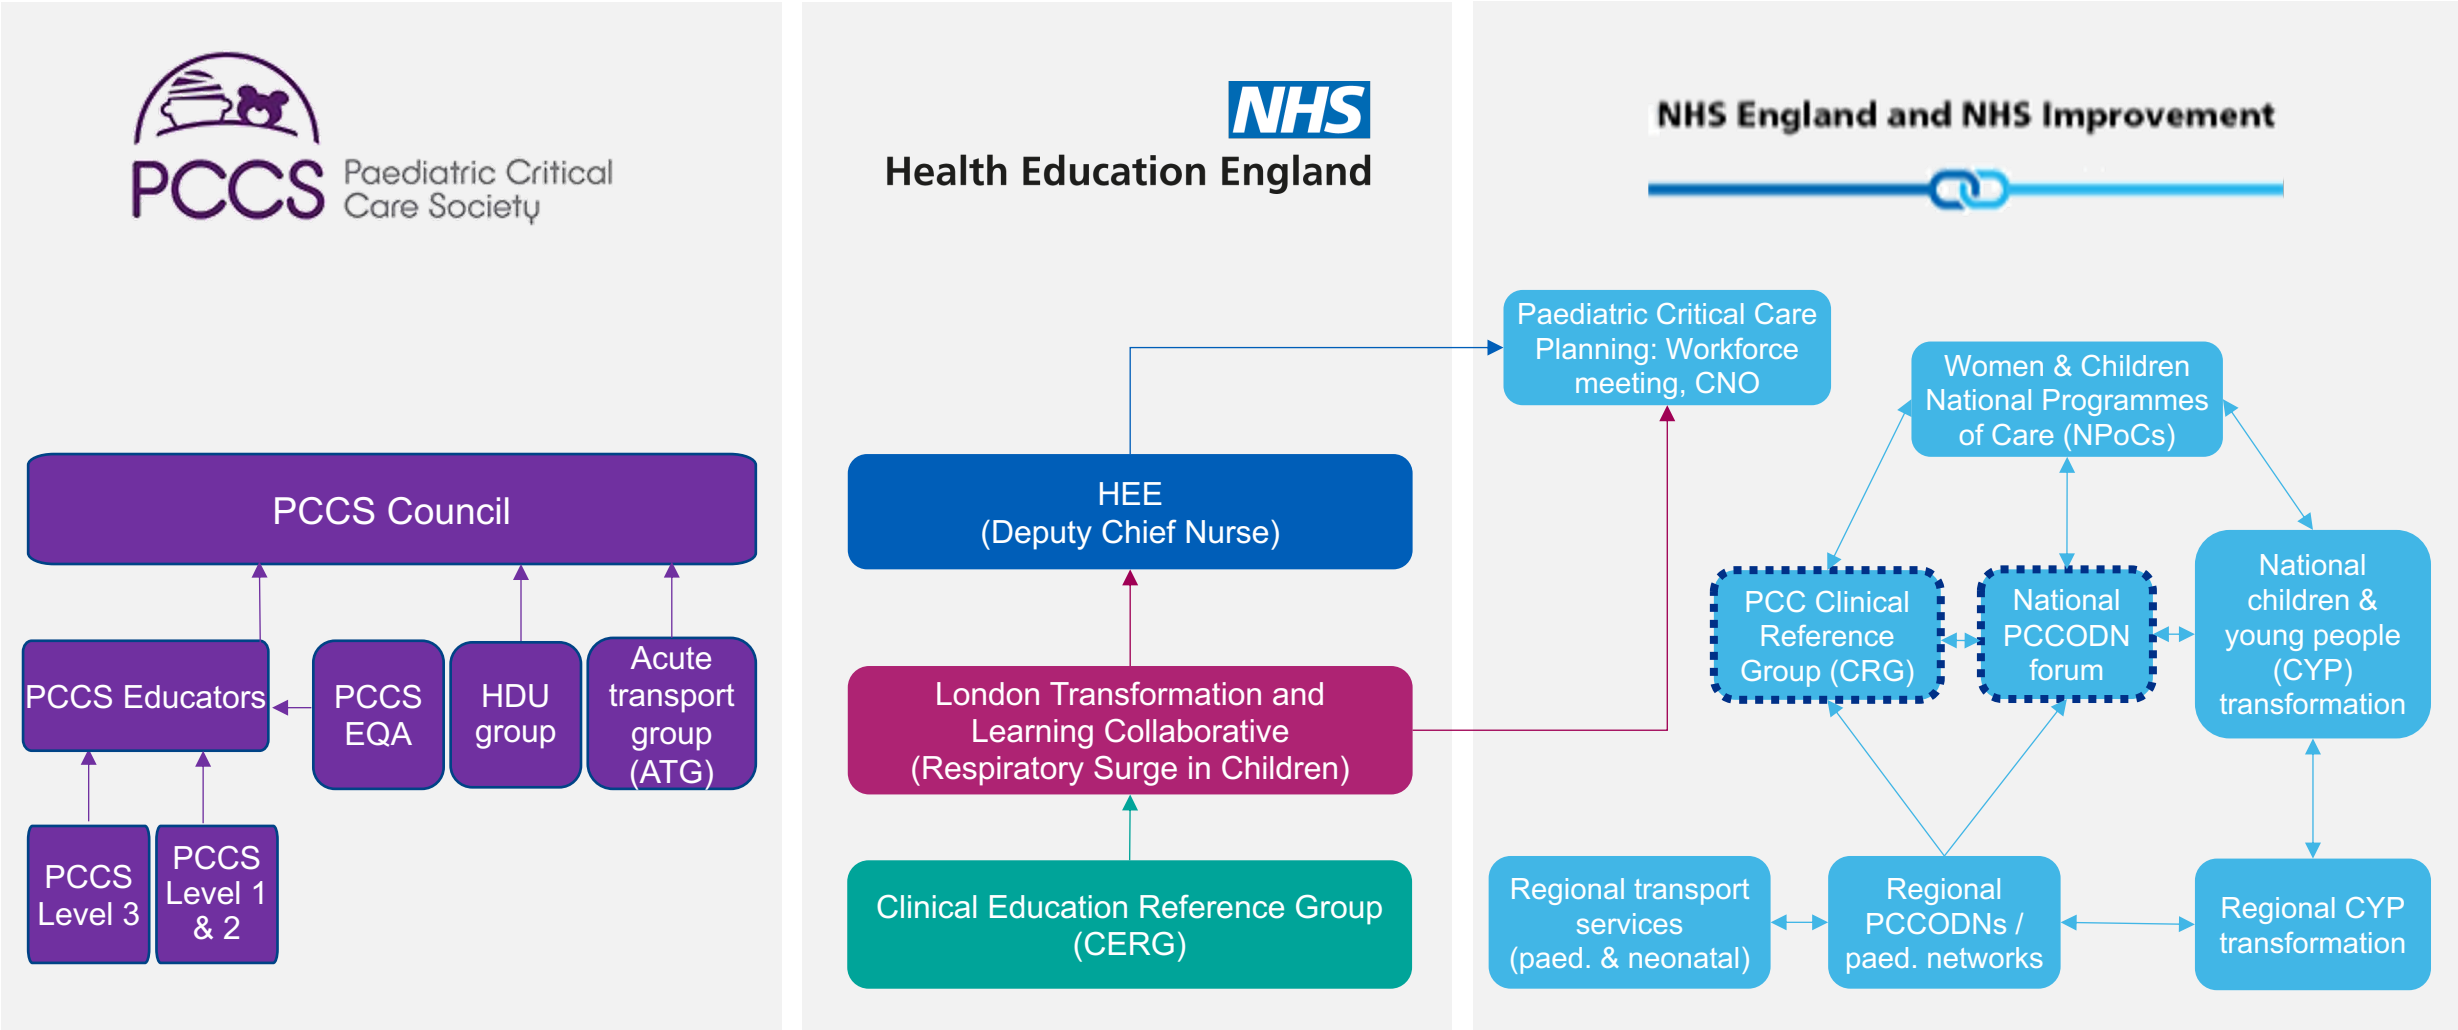 PCCS
Paediatric Critical
Care Society
PCCS Council
PCCS Educators
PCCS
EQA
HDU
group
Acute
transport
group
(ATG)
PCCS
Level 3
PCCS
Level 1
& 2
NHS
Health Education England
HEE
(Deputy Chief Nurse)
London Transformation and
Learning Collaborative
(Respiratory Surge in Children)
Clinical Education Reference Group
(CERG)
NHS England and NHS Improvement
Paediatric Critical Care
Planning: Workforce
meeting, CNO
Women & Children
National Programmes
of Care (NPoCs)
PCC Clinical
Reference
Group (CRG)
National
PCCODN
forum
National
children &
young people
(CYP)
transformation
Regional transport
services
(paed. & neonatal)
Regional
PCCODNs /
paed. networks
Regional CYP
transformation